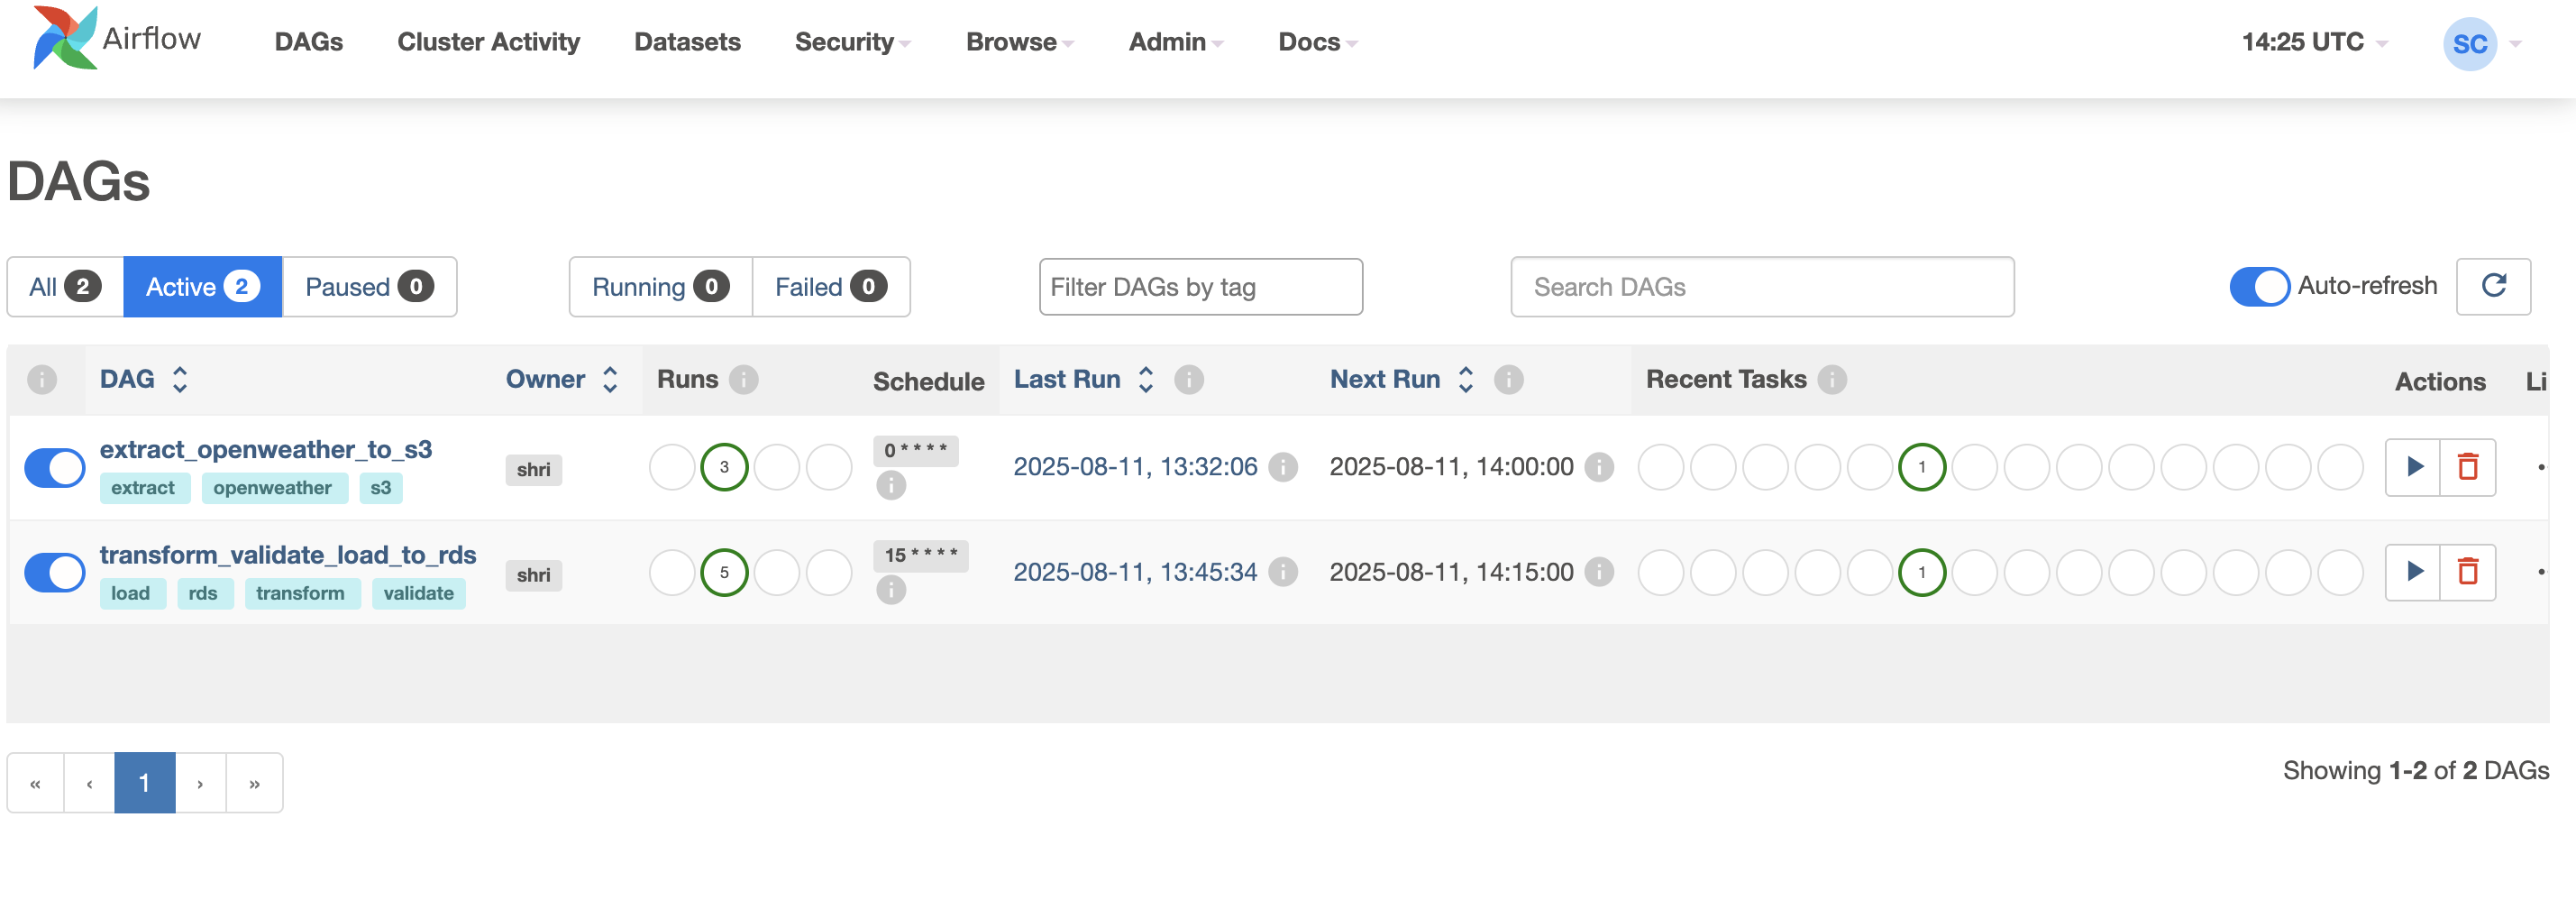 Airflow DAGs Cluster Activity Datasets Security Browse Admin Docs 14:25 UTC SC
DAGs
All 2 Active 2 Paused 0 Running 0 Failed 0 Filter DAGs by tag Search DAGs Auto-refresh
i DAG Owner Runs i Schedule Last Run i Next Run i Recent Tasks i Actions Li
extract_openweather_to_s3 shri 3 0 * * * * i 2025-08-11, 13:32:06 i 2025-08-11, 14:00:00 i 1
extract openweather s3
transform_validate_load_to_rds shri 5 15 * * * * i 2025-08-11, 13:45:34 i 2025-08-11, 14:15:00 i 1
load rds transform validate
« ‹ 1 › »
Showing 1-2 of 2 DAGs